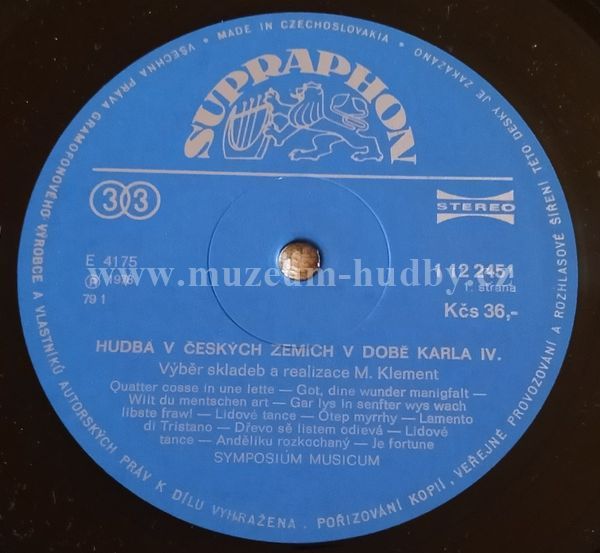 VŠECHNA PRÁVA GRAMOFONOVÉHO VÝROBCE A VLASTNÍKŮ AUTORSKÝCH PRÁV K DÍLU VYHRAŽENA. POŘIZOVÁNÍ KOPIÍ, VEŘEJNÉ PROVOZOVÁNÍ A ROZHLASOVÉ ŠÍŘENÍ TÉTO DESKY JE ZAKÁZÁNO • MADE IN CZECHOSLOVAKIA •
SUPRAPHON
33
STEREO
E 4175
℗ 1978
79 1
1 12 2451
1. strana
Kčs 36,-
www.muzeum-hudby.cz
HUDBA V ČESKÝCH ZEMÍCH V DOBĚ KARLA IV.
Výběr skladeb a realizace M. Klement
Quatter cosse in une lette — Got, dine wunder manigfalt —
Wilt du mentschen art — Gar lys in senfter wys wach
libste fraw! — Lidové tance — Otep myrrhy — Lamento
di Tristano — Dřevo sě listem odievá — Lidové
tance — Andělíku rozkochaný — Je fortune
SYMPOSIUM MUSICUM